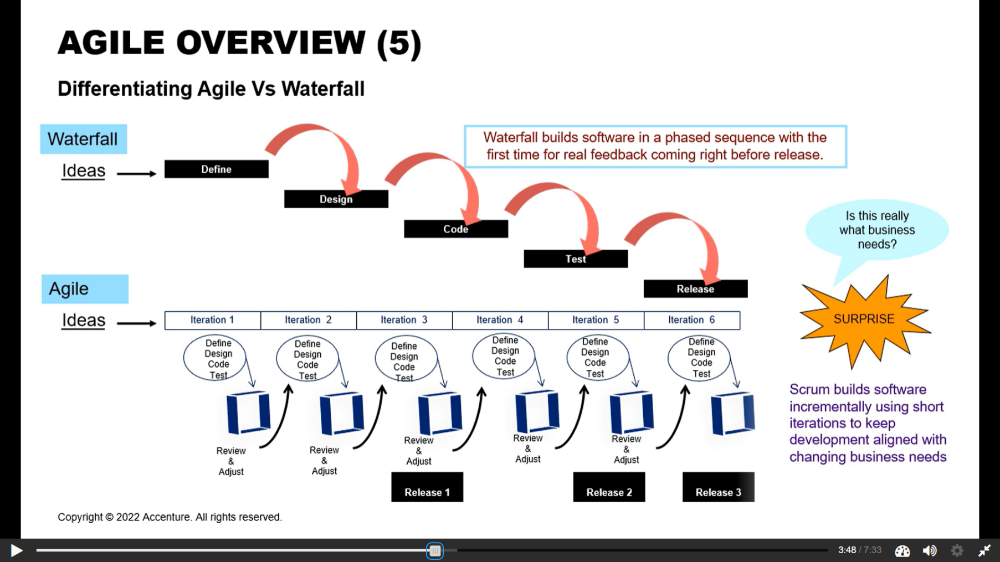 AGILE OVERVIEW (5)
Differentiating Agile Vs Waterfall
Waterfall
Ideas
Define
Design
Code
Test
Release
Waterfall builds software in a phased sequence with the
first time for real feedback coming right before release.
Is this really
what business
needs?
SURPRISE
Agile
Ideas
Iteration 1
Iteration 2
Iteration 3
Iteration 4
Iteration 5
Iteration 6
Define
Design
Code
Test
Define
Design
Code
Test
Define
Design
Code
Test
Define
Design
Code
Test
Define
Design
Code
Test
Define
Design
Code
Test
Review
&
Adjust
Review
&
Adjust
Review
&
Adjust
Review
&
Adjust
Review
&
Adjust
Release 1
Release 2
Release 3
Scrum builds software
incrementally using short
iterations to keep
development aligned with
changing business needs
Copyright © 2022 Accenture. All rights reserved.
3:48 / 7:33